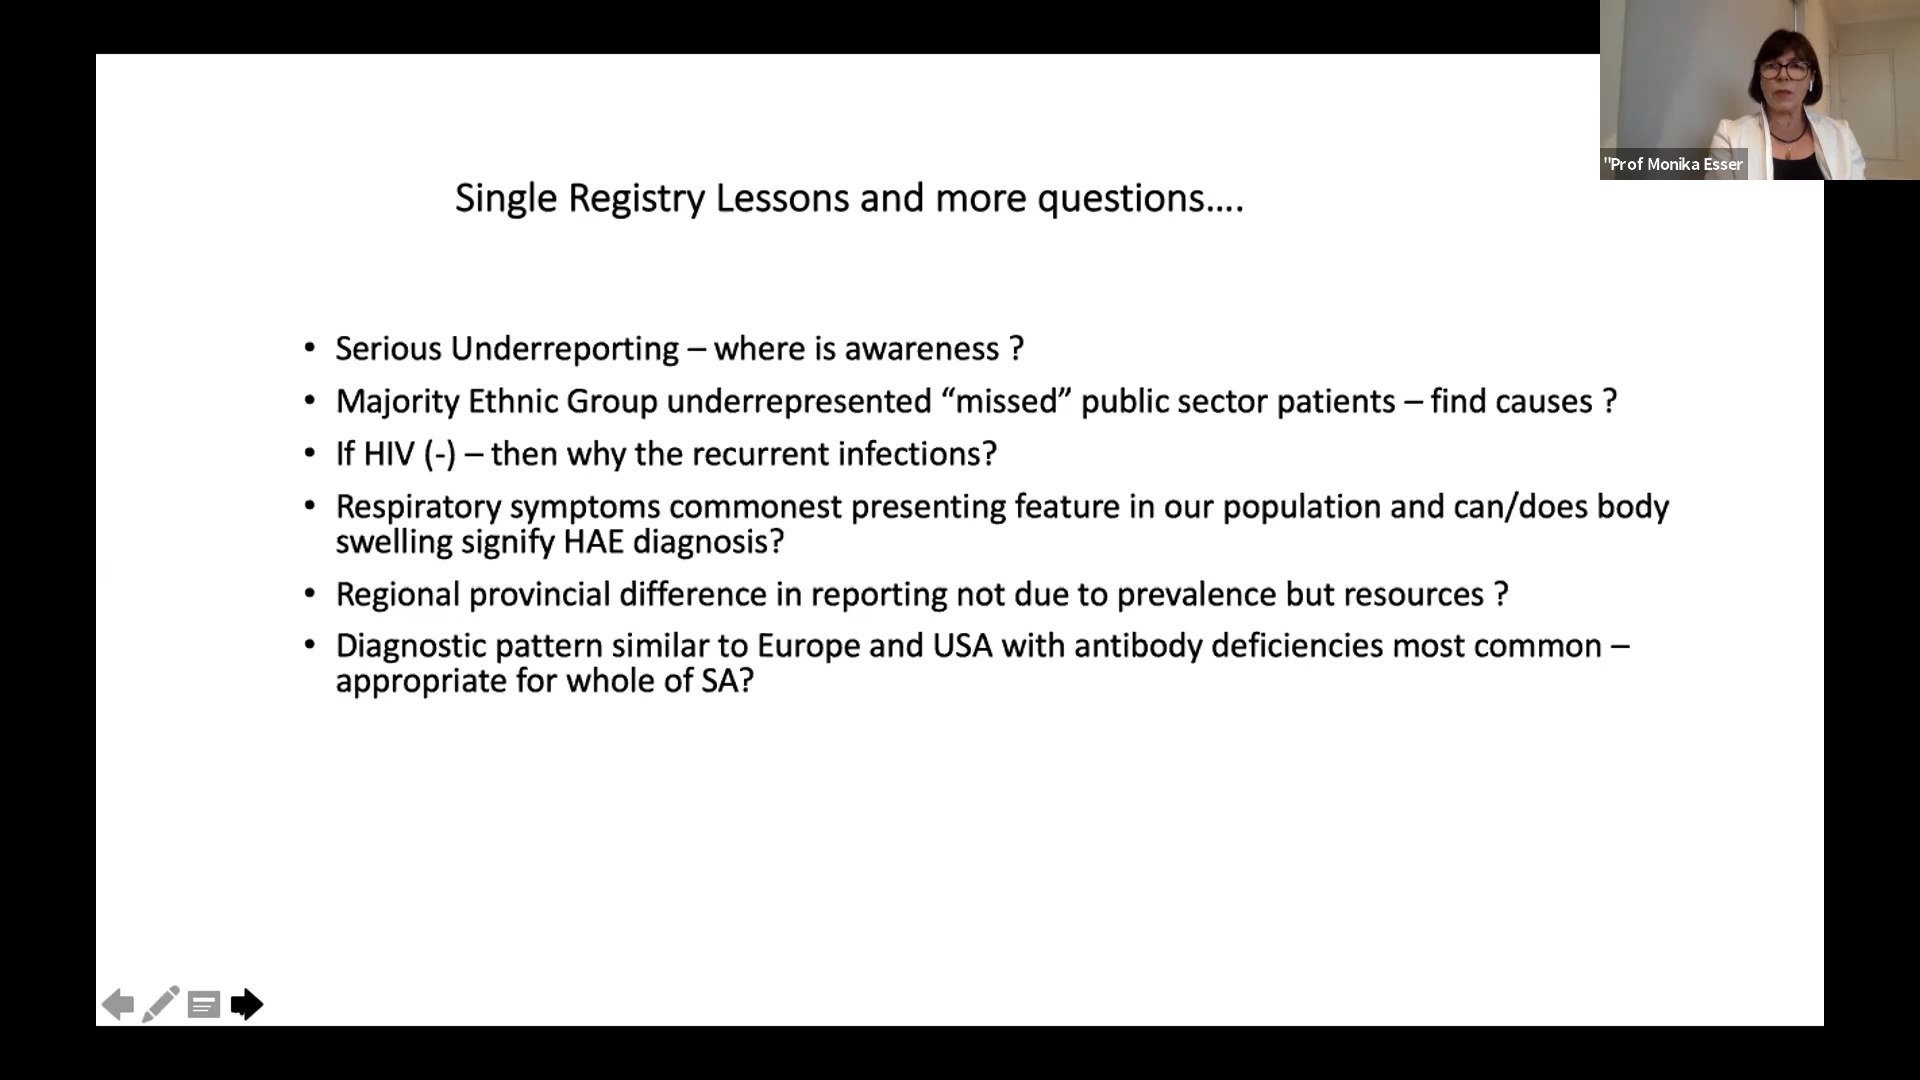 "Prof Monika Esser
Single Registry Lessons and more questions....
• Serious Underreporting – where is awareness ?
• Majority Ethnic Group underrepresented “missed” public sector patients – find causes ?
• If HIV (-) – then why the recurrent infections?
• Respiratory symptoms commonest presenting feature in our population and can/does body
swelling signify HAE diagnosis?
• Regional provincial difference in reporting not due to prevalence but resources ?
• Diagnostic pattern similar to Europe and USA with antibody deficiencies most common –
appropriate for whole of SA?